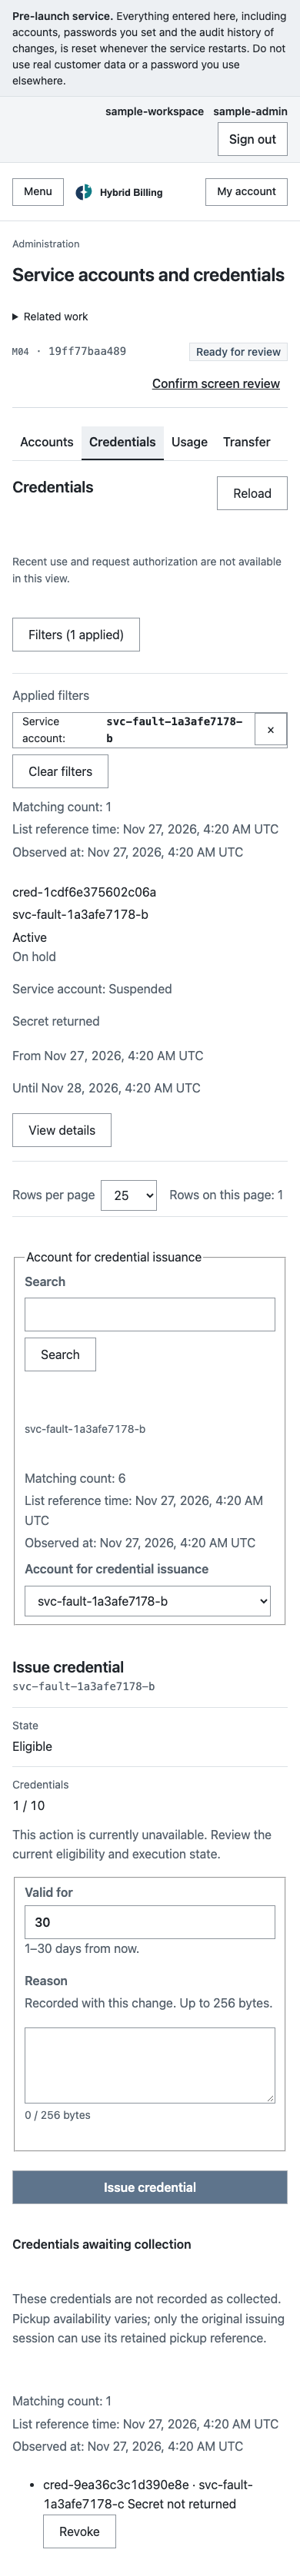 Pre-launch service. Everything entered here, including
accounts, passwords you set and the audit history of
changes, is reset whenever the service restarts. Do not
use real customer data or a password you use
elsewhere.
sample-workspace sample-admin
Sign out
Menu
Hybrid Billing
My account
Administration
Service accounts and credentials
Related work
M04 · 19ff77baa489
Ready for review
Confirm screen review
Accounts Credentials Usage Transfer
Credentials
Reload
Recent use and request authorization are not available
in this view.
Filters (1 applied)
Applied filters
Service
account:
svc-fault-1a3afe7178-
b
×
Clear filters
Matching count: 1
List reference time: Nov 27, 2026, 4:20 AM UTC
Observed at: Nov 27, 2026, 4:20 AM UTC
cred-1cdf6e375602c06a
svc-fault-1a3afe7178-b
Active
On hold
Service account: Suspended
Secret returned
From Nov 27, 2026, 4:20 AM UTC
Until Nov 28, 2026, 4:20 AM UTC
View details
Rows per page 25 Rows on this page: 1
Account for credential issuance
Search
Search
svc-fault-1a3afe7178-b
Matching count: 6
List reference time: Nov 27, 2026, 4:20 AM
UTC
Observed at: Nov 27, 2026, 4:20 AM UTC
Account for credential issuance
svc-fault-1a3afe7178-b
Issue credential
svc-fault-1a3afe7178-b
State
Eligible
Credentials
1 / 10
This action is currently unavailable. Review the
current eligibility and execution state.
Valid for
30
1–30 days from now.
Reason
Recorded with this change. Up to 256 bytes.
0 / 256 bytes
Issue credential
Credentials awaiting collection
These credentials are not recorded as collected.
Pickup availability varies; only the original issuing
session can use its retained pickup reference.
Matching count: 1
List reference time: Nov 27, 2026, 4:20 AM UTC
Observed at: Nov 27, 2026, 4:20 AM UTC
• cred-9ea36c3c1d390e8e · svc-fault-
1a3afe7178-c Secret not returned
Revoke